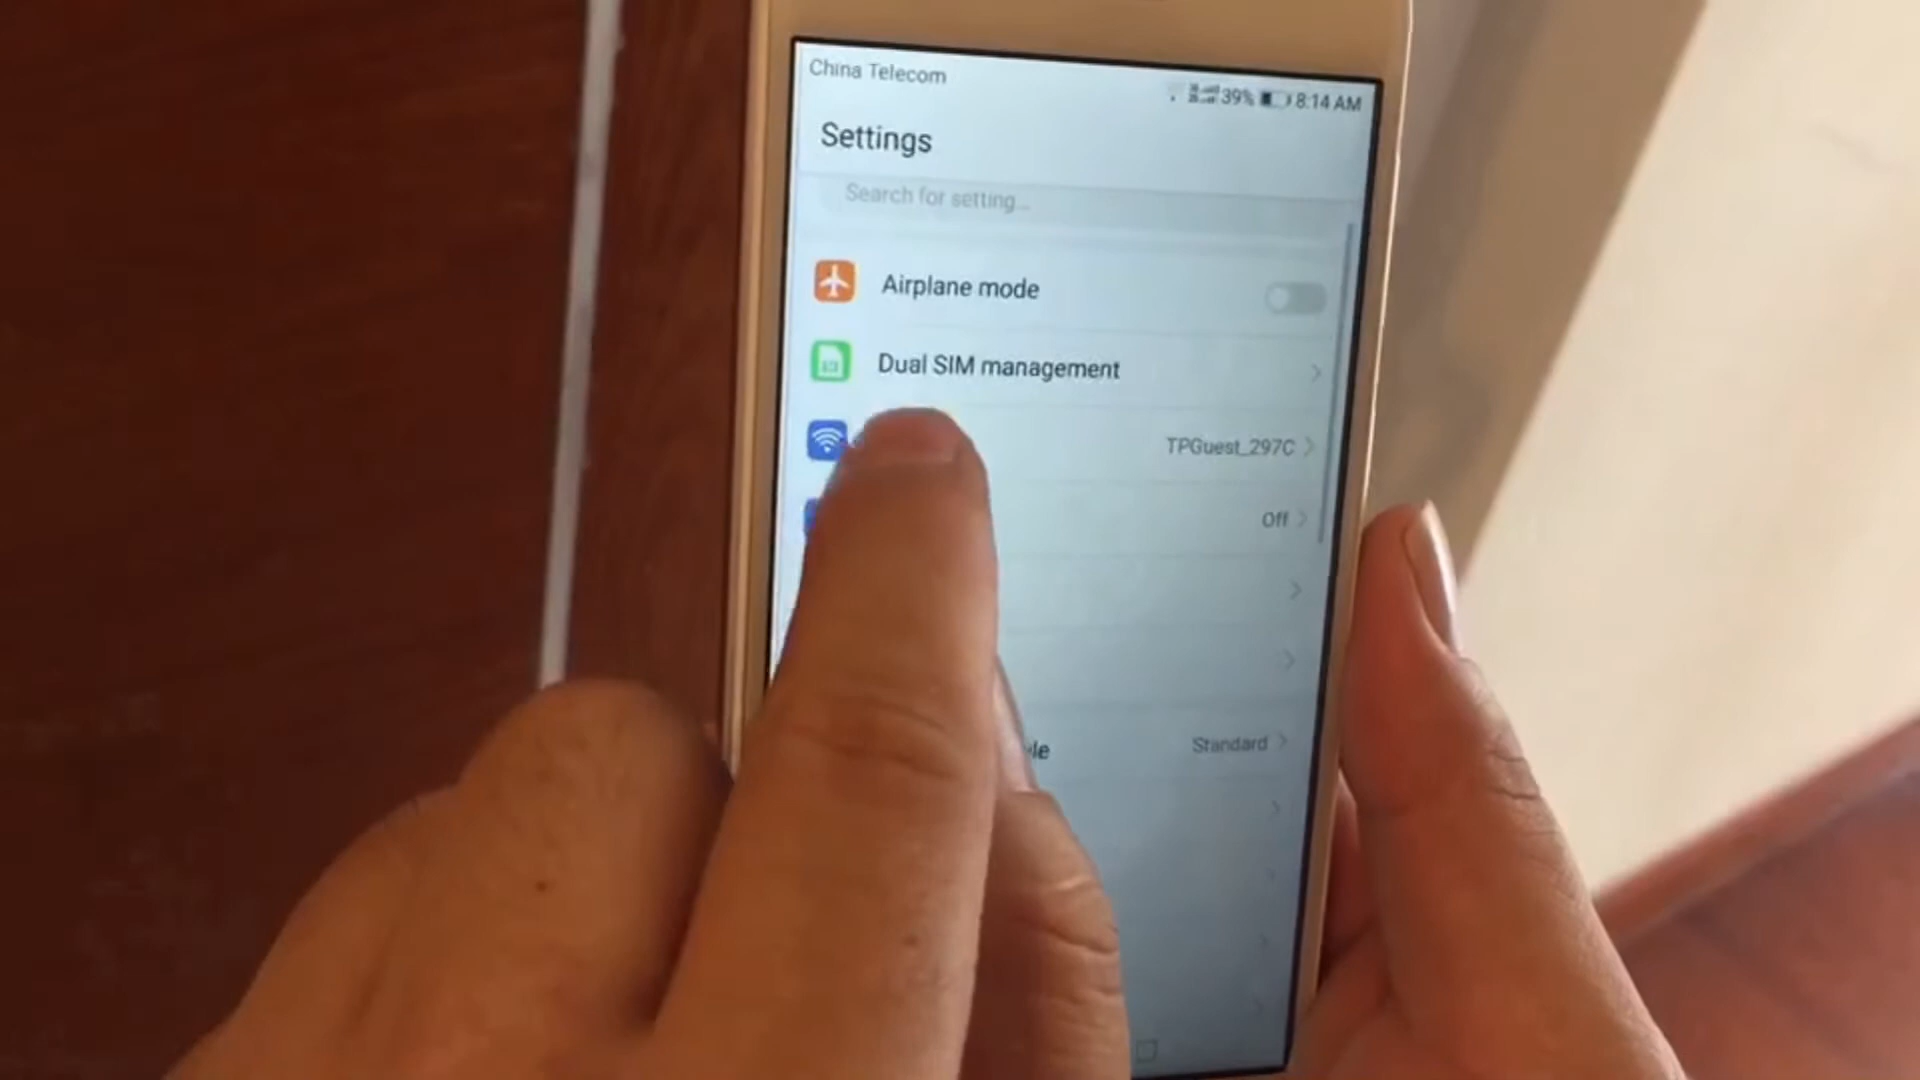 China Telecom
39% 8:14 AM
Settings
Search for setting...
Airplane mode
Dual SIM management
TPGuest_297C
Off
Standard